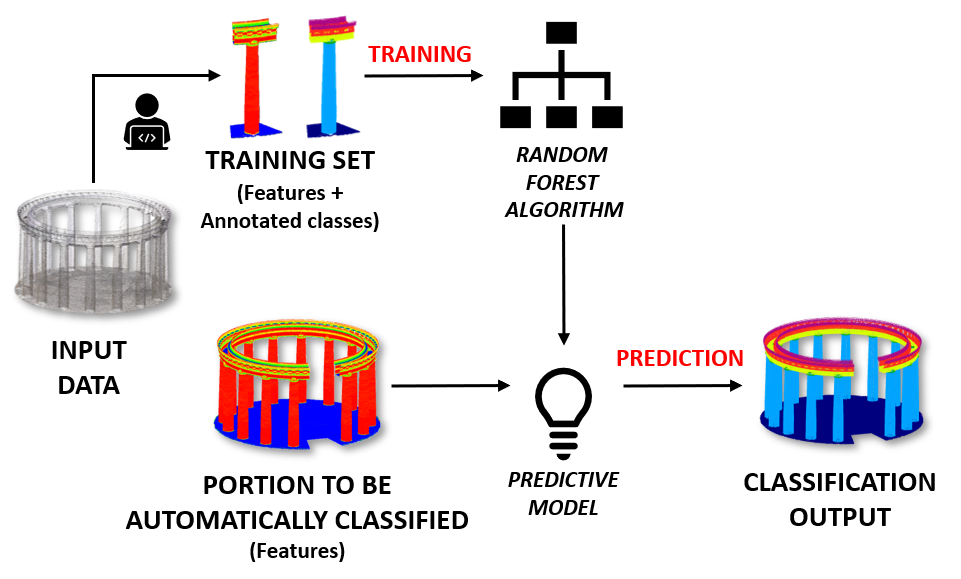 TRAINING
TRAINING SET
(Features +
Annotated classes)
</>
RANDOM
FOREST
ALGORITHM
INPUT
DATA
PREDICTION
PORTION TO BE
AUTOMATICALLY CLASSIFIED
(Features)
PREDICTIVE
MODEL
CLASSIFICATION
OUTPUT